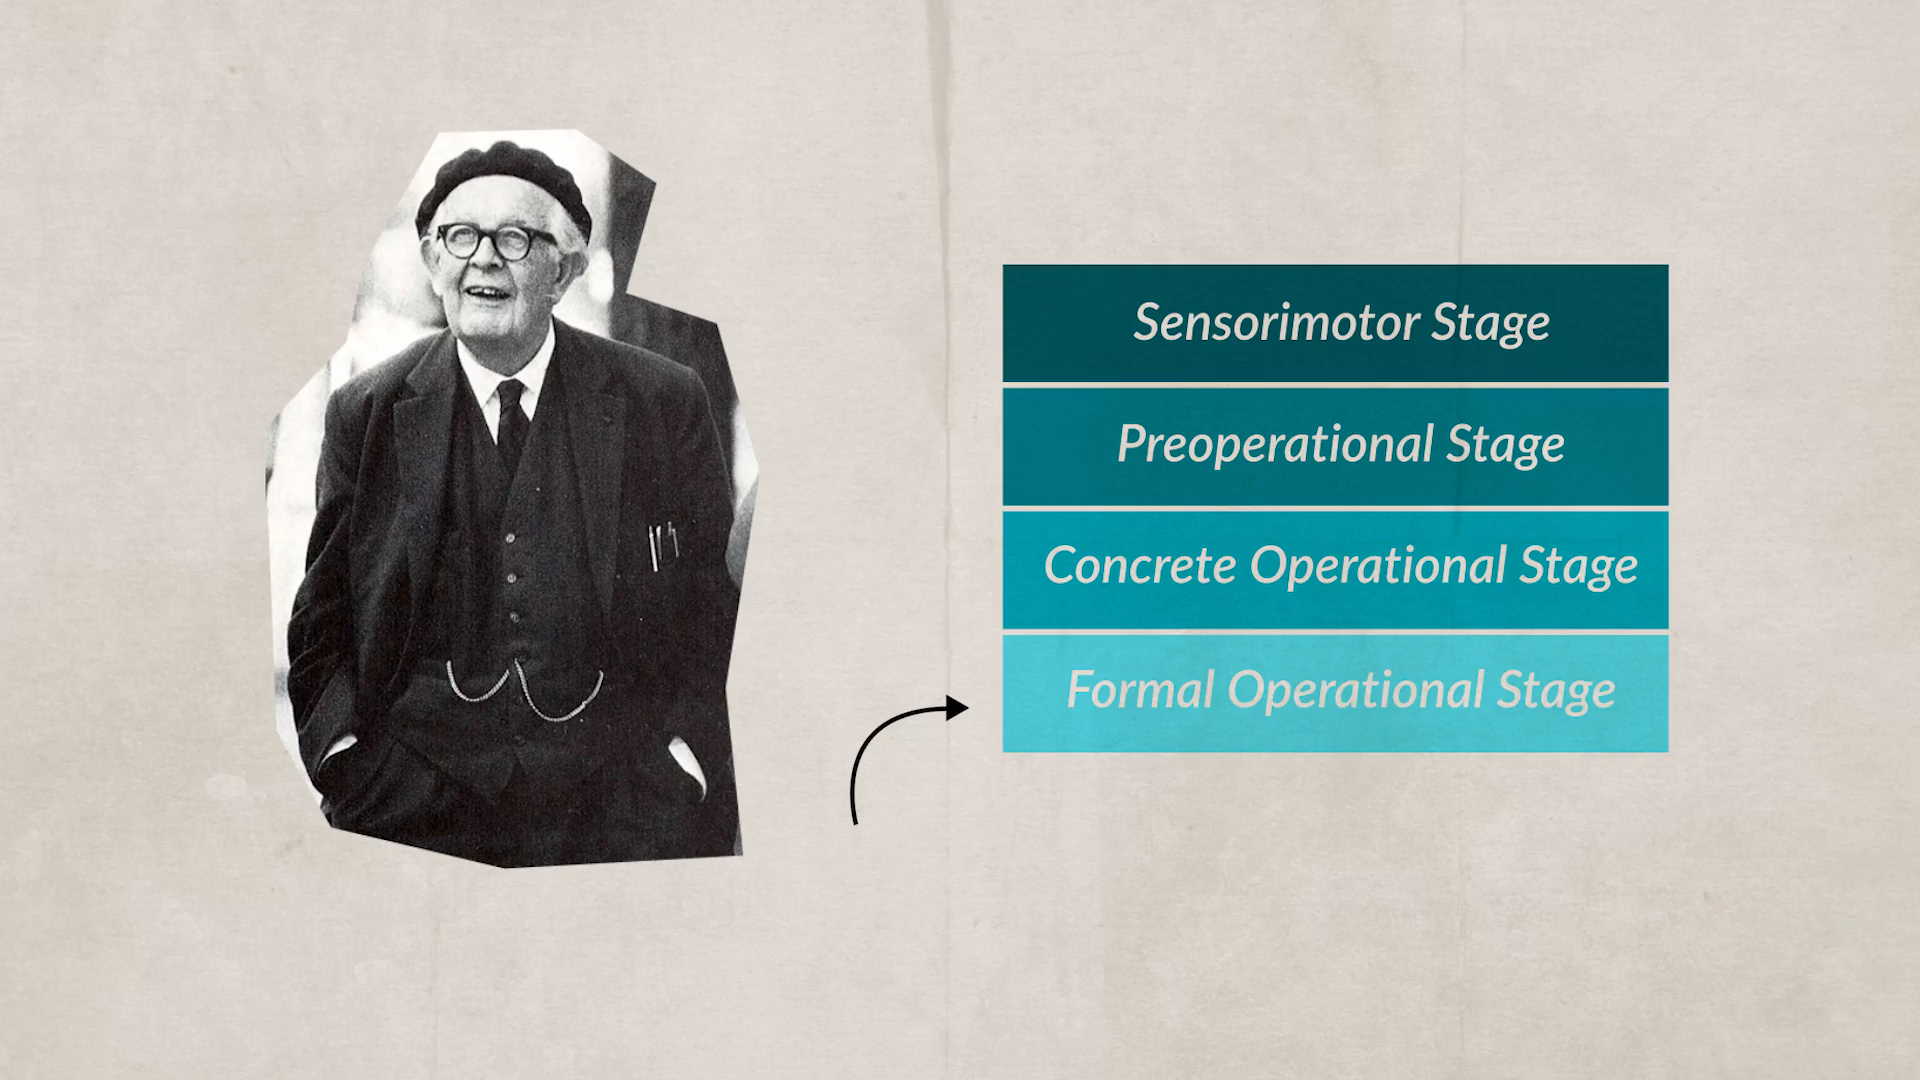 Sensorimotor Stage
Preoperational Stage
Concrete Operational Stage
Formal Operational Stage